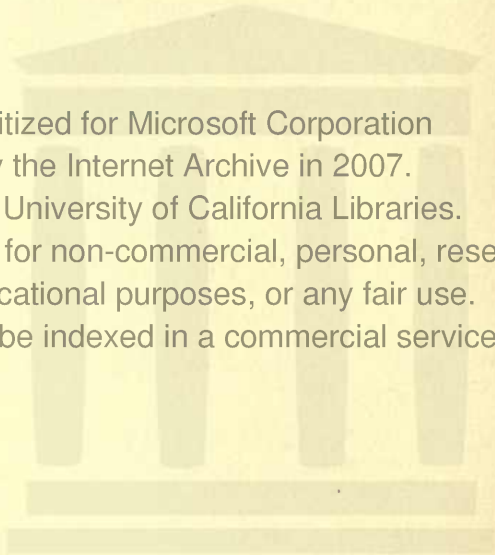 itized for Microsoft Corporation
the Internet Archive in 2007.
University of California Libraries.
for non-commercial, personal, rese
cational purposes, or any fair use.
be indexed in a commercial service